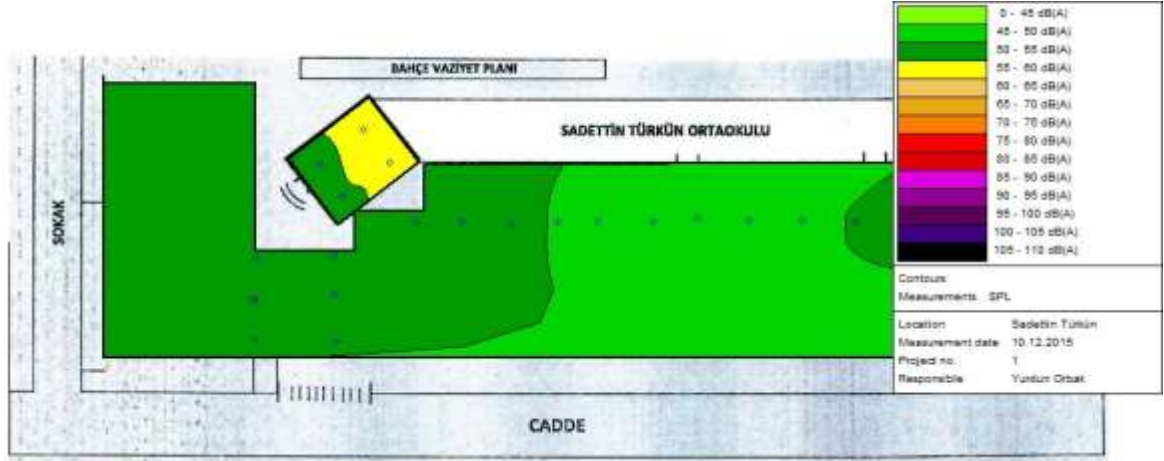 BAHÇE VAZİYET PLANI
SADETTİN TÜRKÜN ORTAOKULU
SOKAK
CADDE
0 - 45 dB(A)
45 - 50 dB(A)
50 - 55 dB(A)
55 - 60 dB(A)
60 - 65 dB(A)
65 - 70 dB(A)
70 - 75 dB(A)
75 - 80 dB(A)
80 - 85 dB(A)
85 - 90 dB(A)
90 - 95 dB(A)
95 - 100 dB(A)
100 - 105 dB(A)
105 - 110 dB(A)
Contours:
Measurements SPL
Location Sadettin Türkün
Measurement date 10.12.2015
Project no. 1
Responsible Yurdun Orbak